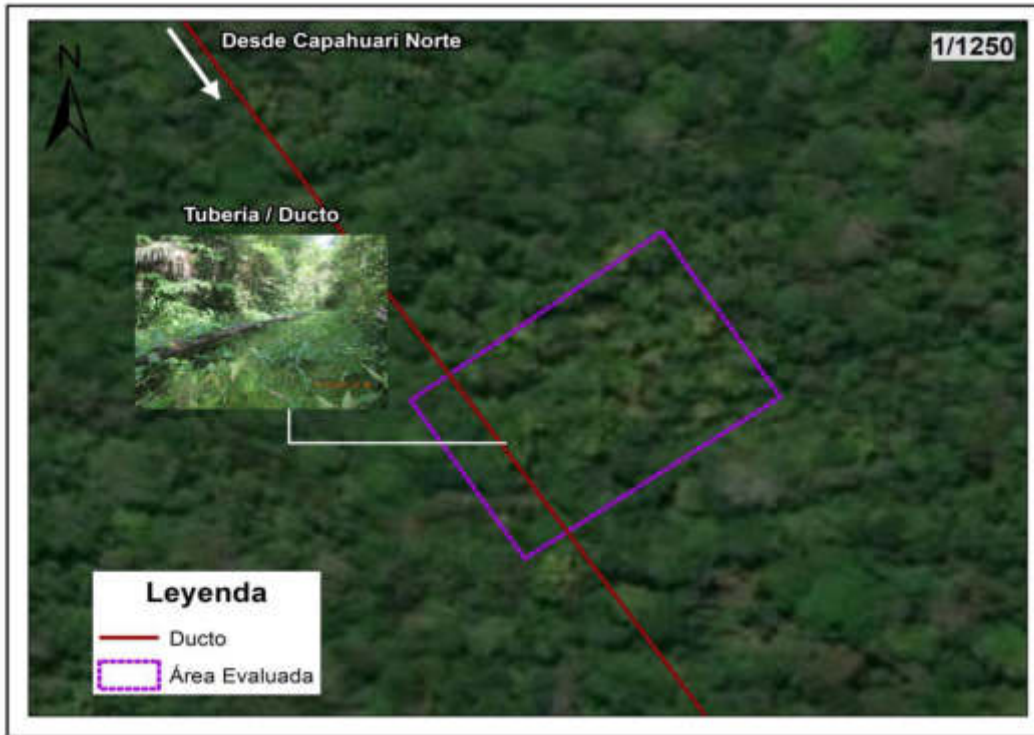 Desde Capahuari Norte
1/1250
N
Tuberia / Ducto
Leyenda
Ducto
Área Evaluada